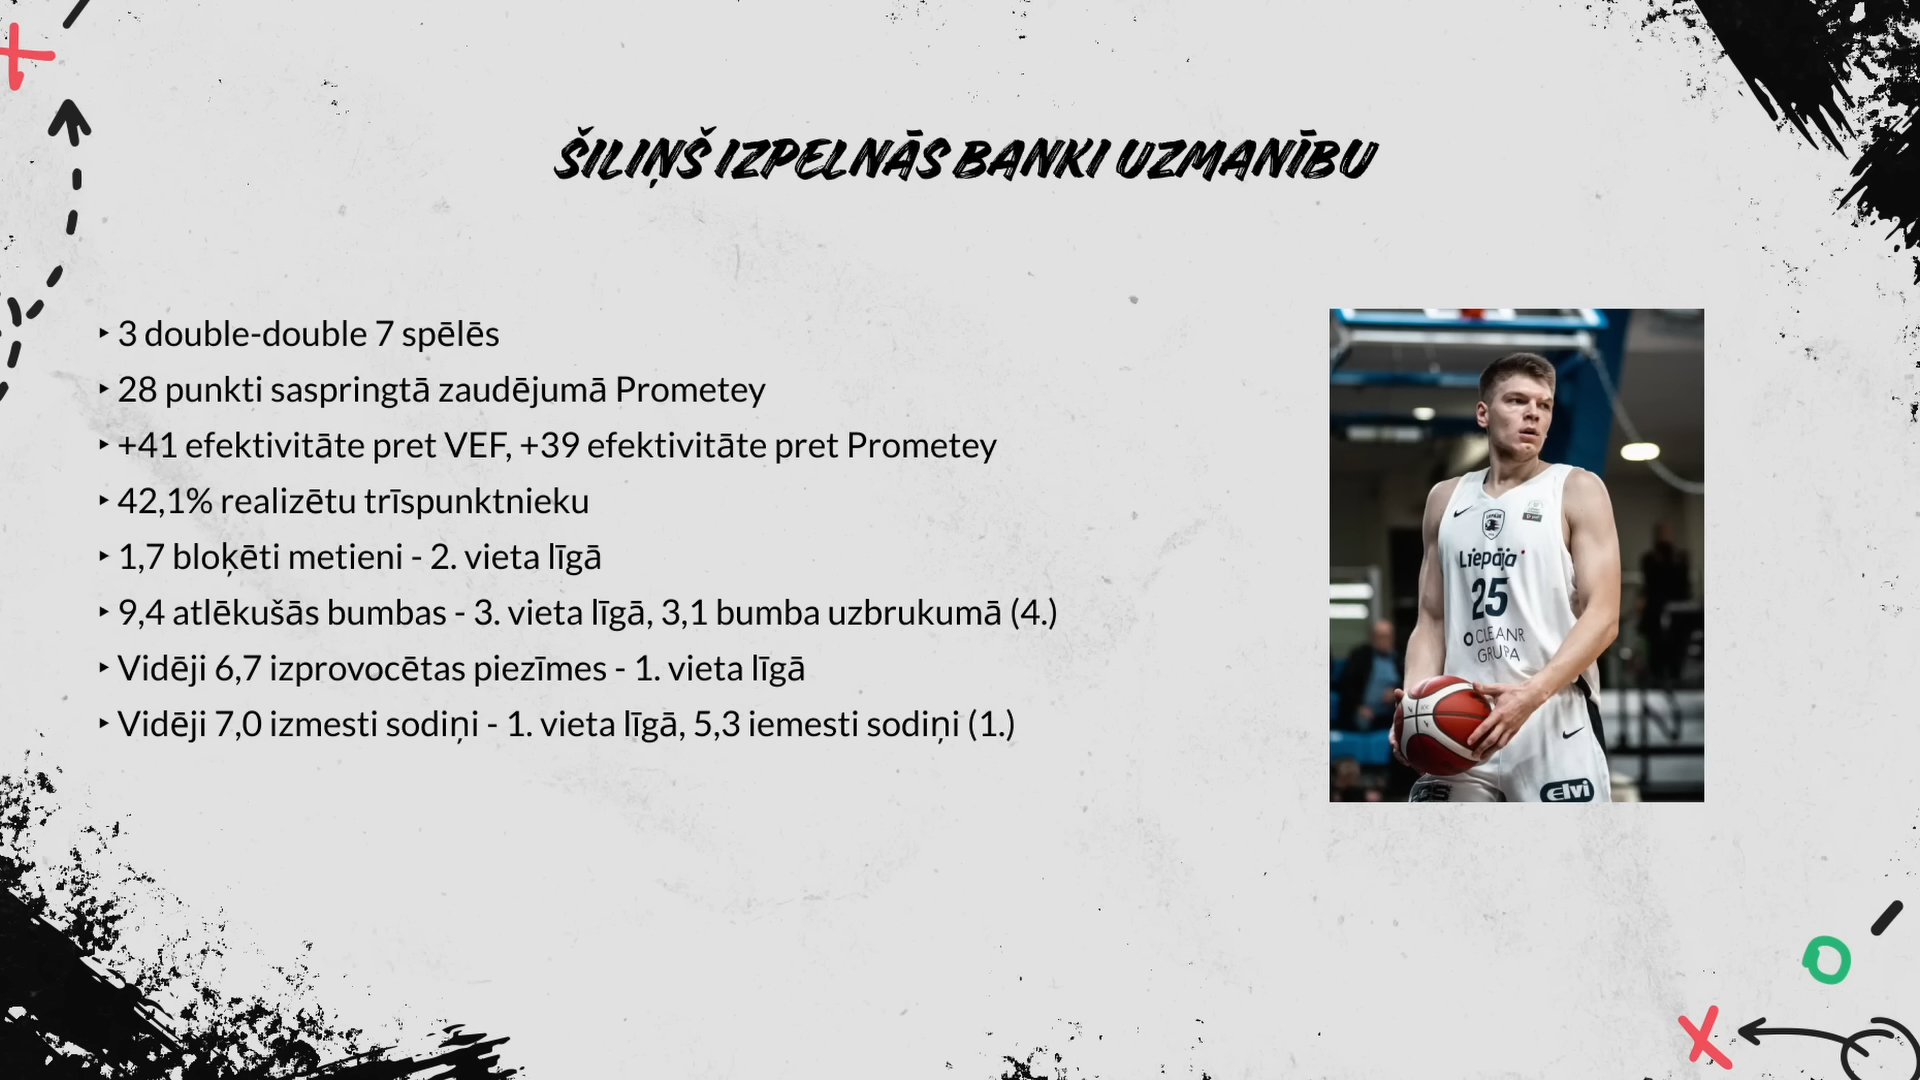 ŠILIŅŠ IZPELNĀS BANKI UZMANĪBU
‣ 3 double-double 7 spēlēs
‣ 28 punkti saspringtā zaudējumā Prometey
‣ +41 efektivitāte pret VEF, +39 efektivitāte pret Prometey
‣ 42,1% realizētu trīspunktnieku
‣ 1,7 bloķēti metieni - 2. vieta līgā
‣ 9,4 atlēkušās bumbas - 3. vieta līgā, 3,1 bumba uzbrukumā (4.)
‣ Vidēji 6,7 izprovocētas piezīmes - 1. vieta līgā
‣ Vidēji 7,0 izmesti sodiņi - 1. vieta līgā, 5,3 iemesti sodiņi (1.)
Liepāja
25
CLEANR
GRUPA
elvi